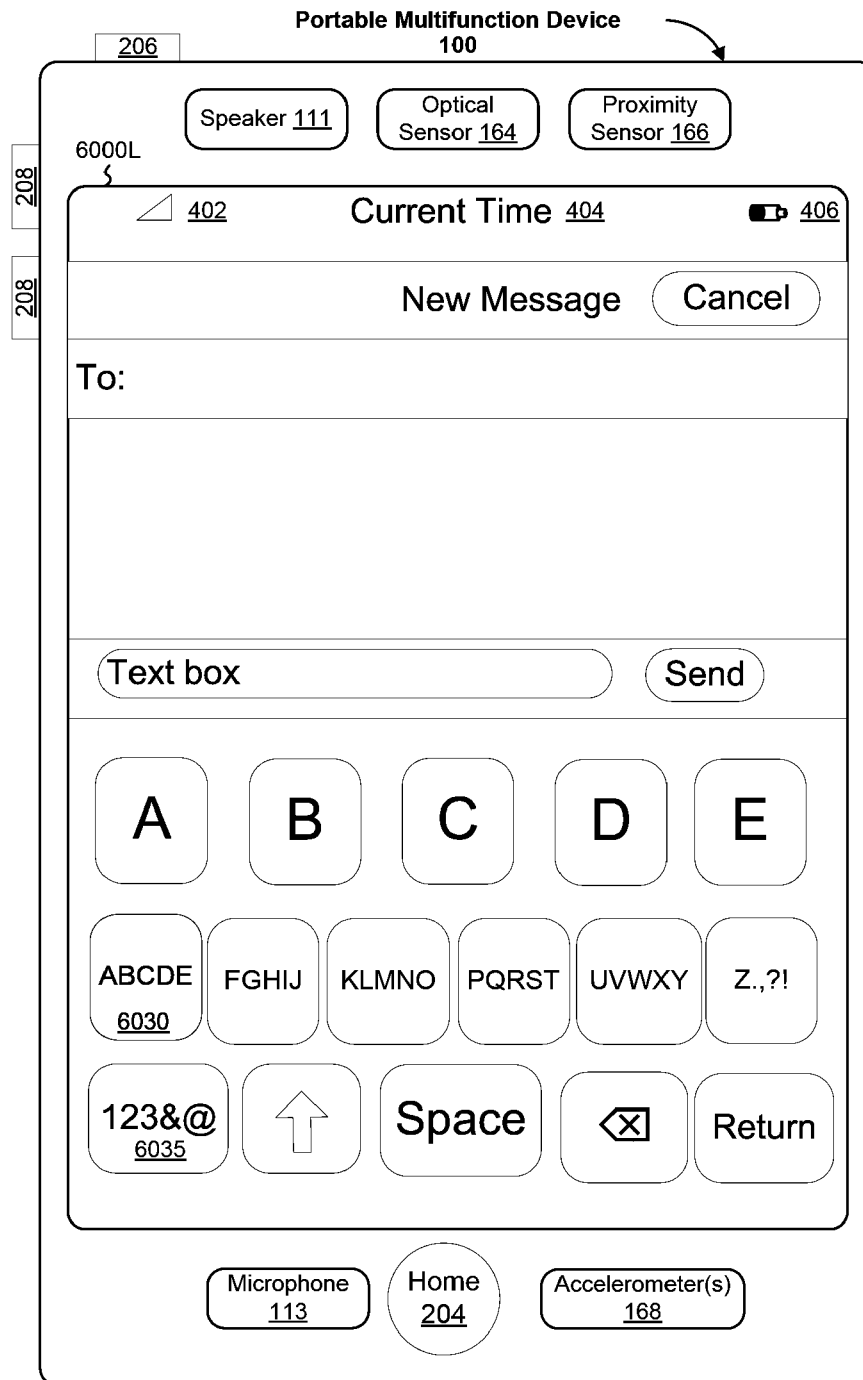 Portable Multifunction Device
100
206
Speaker 111
Optical
Sensor 164
Proximity
Sensor 166
6000L
208
402
Current Time 404
406
208
New Message
Cancel
To:
Text box
Send
A
B
C
D
E
ABCDE
6030
FGHIJ
KLMNO
PQRST
UVWXY
Z.,?!
123&@
6035
Space
Return
Microphone
113
Home
204
Accelerometer(s)
168